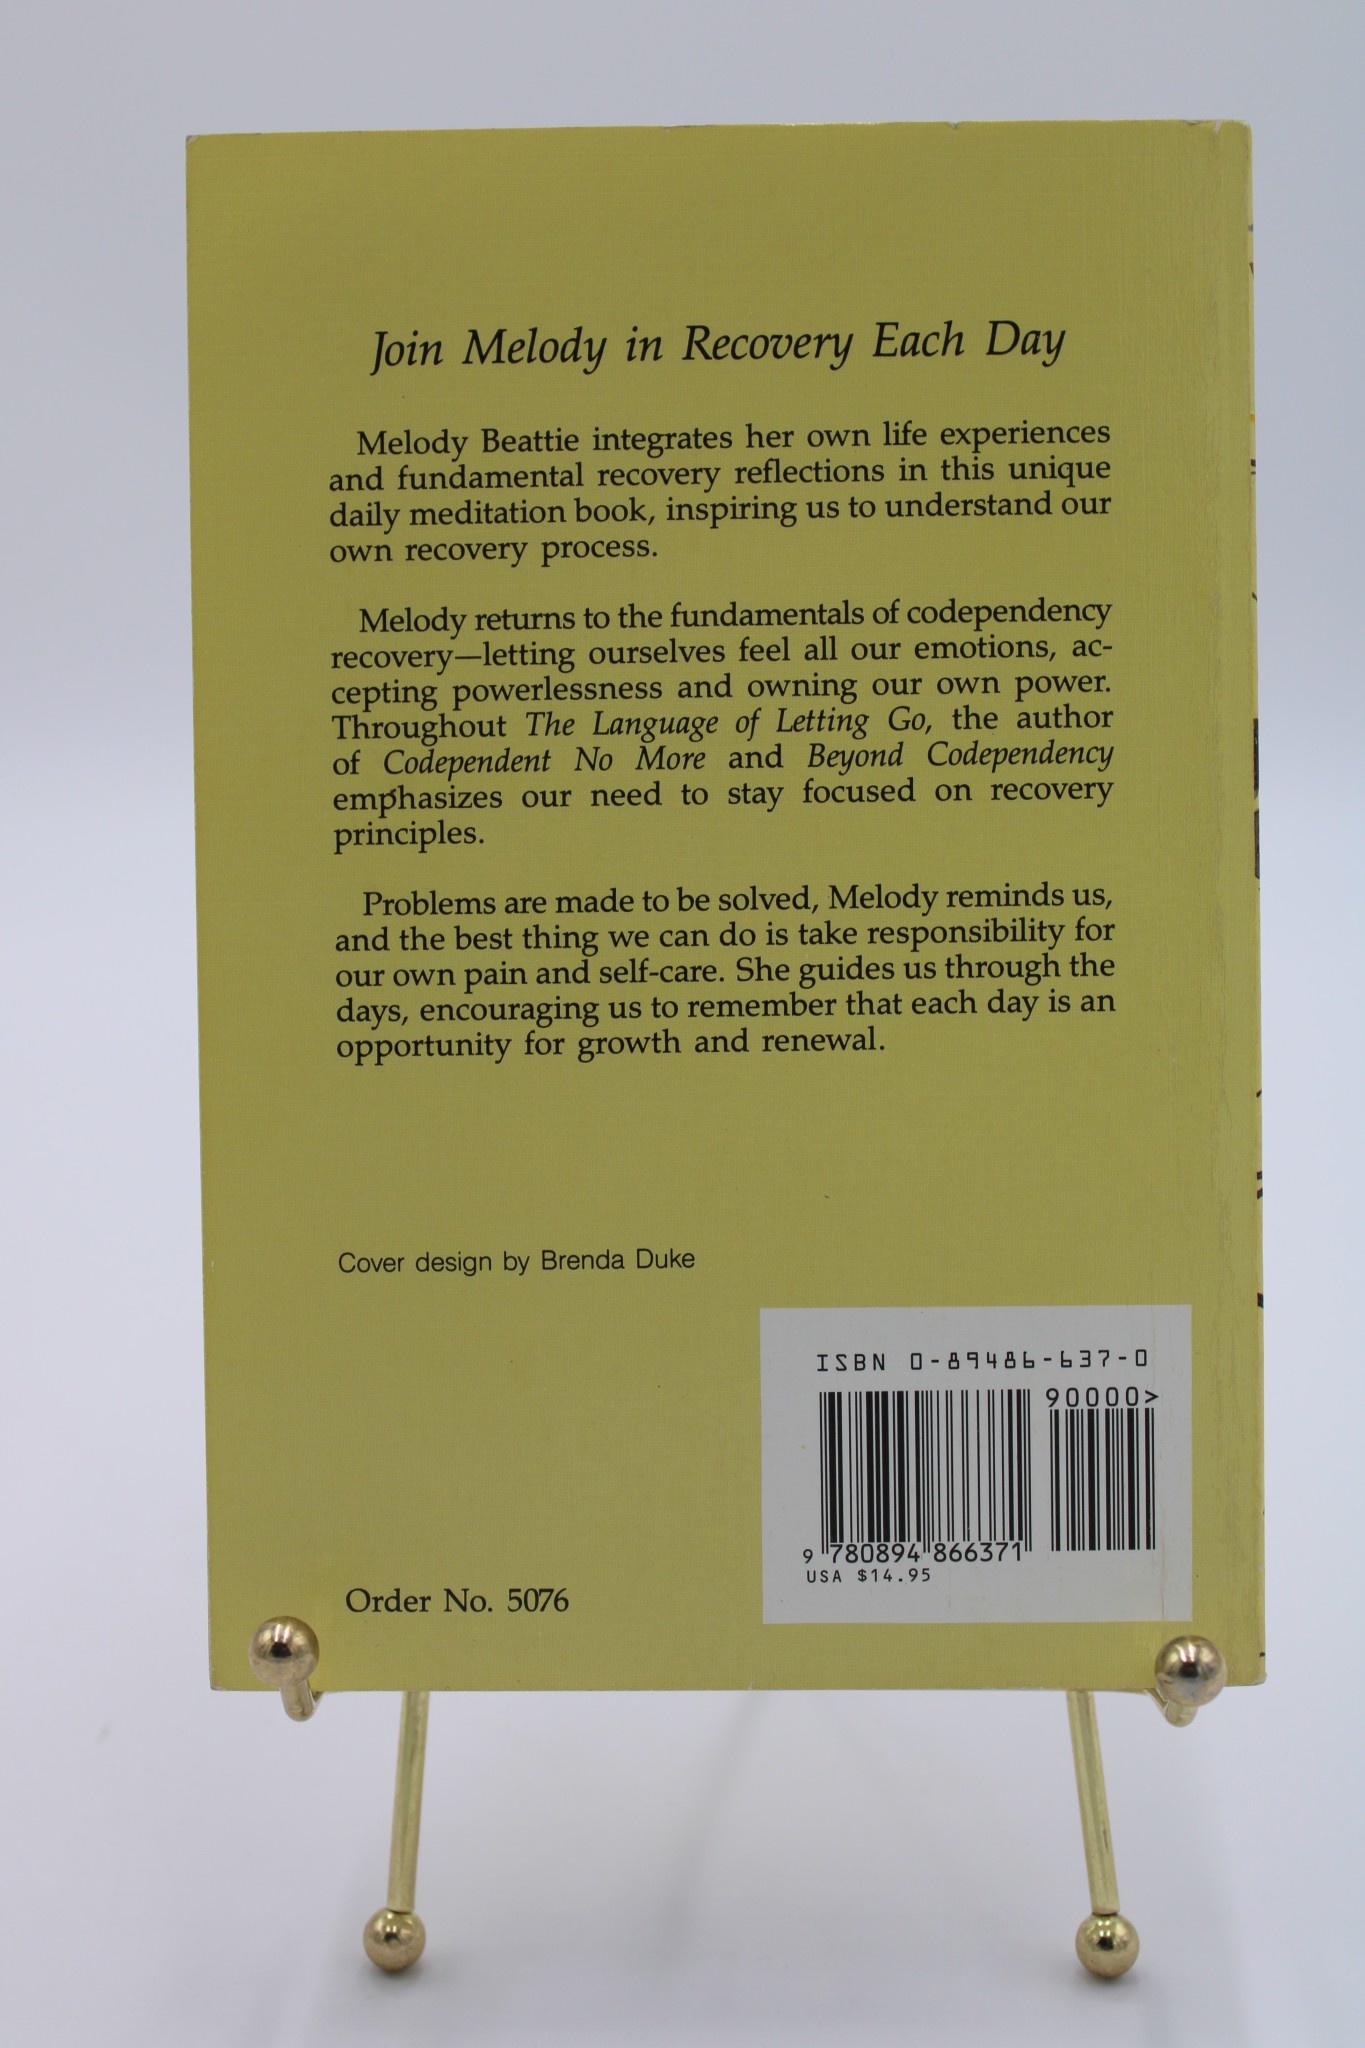 Join Melody in Recovery Each Day
Melody Beattie integrates her own life experiences
and fundamental recovery reflections in this unique
daily meditation book, inspiring us to understand our
own recovery process.
Melody returns to the fundamentals of codependency
recovery—letting ourselves feel all our emotions, ac-
cepting powerlessness and owning our own power.
Throughout The Language of Letting Go, the author
of Codependent No More and Beyond Codependency
emphasizes our need to stay focused on recovery
principles.
Problems are made to be solved, Melody reminds us,
and the best thing we can do is take responsibility for
our own pain and self-care. She guides us through the
days, encouraging us to remember that each day is an
opportunity for growth and renewal.
Cover design by Brenda Duke
ISBN 0-89486-637-0
90000>
9 780894 866371
USA $14.95
Order No. 5076